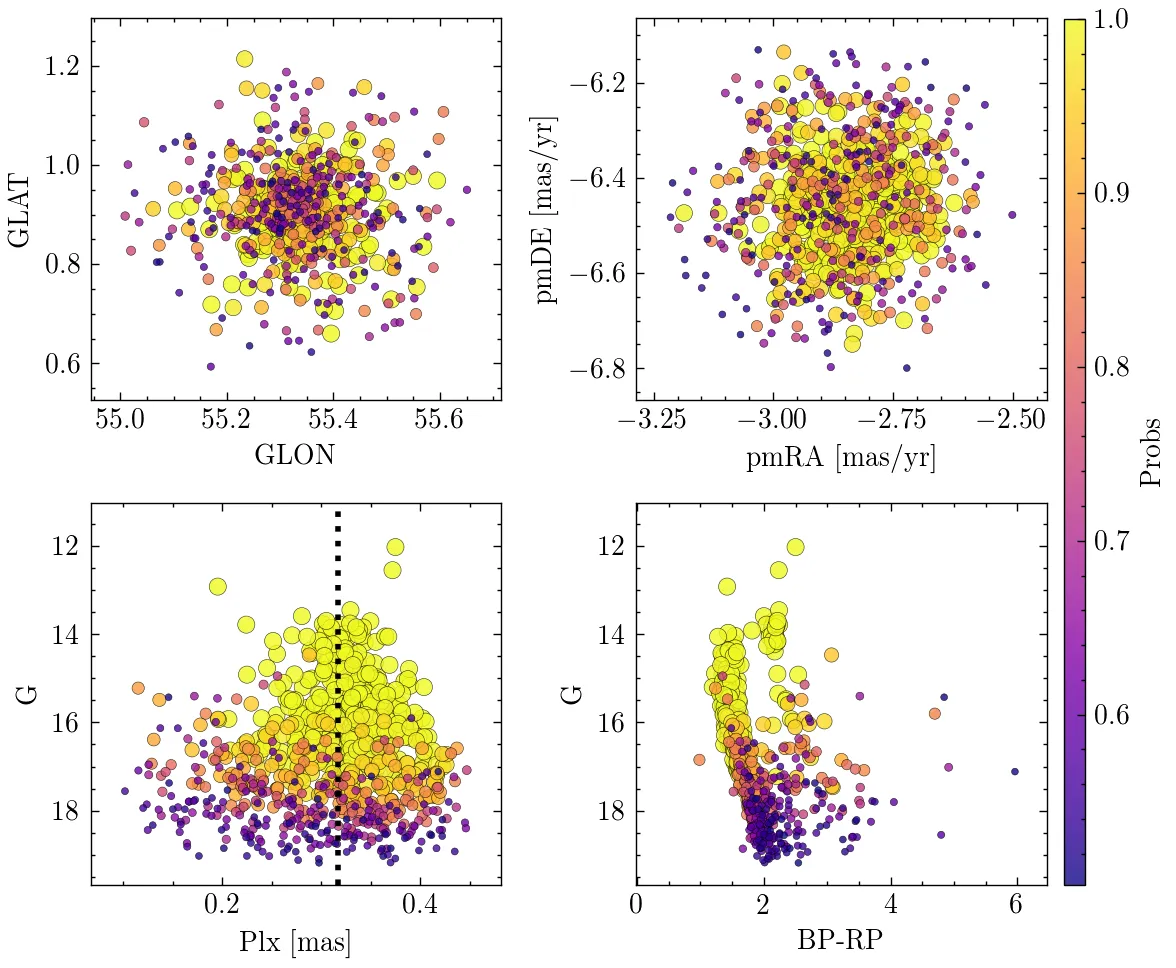 1.2
1.0
0.8
0.6
GLAT
55.0 55.2 55.4 55.6
GLON
−6.2
−6.4
−6.6
−6.8
pmDE [mas/yr]
−3.25 −3.00 −2.75 −2.50
pmRA [mas/yr]
1.0
0.9
0.8
0.7
0.6
Probs
12
14
16
18
G
0.2 0.4
Plx [mas]
12
14
16
18
G
0 2 4 6
BP-RP